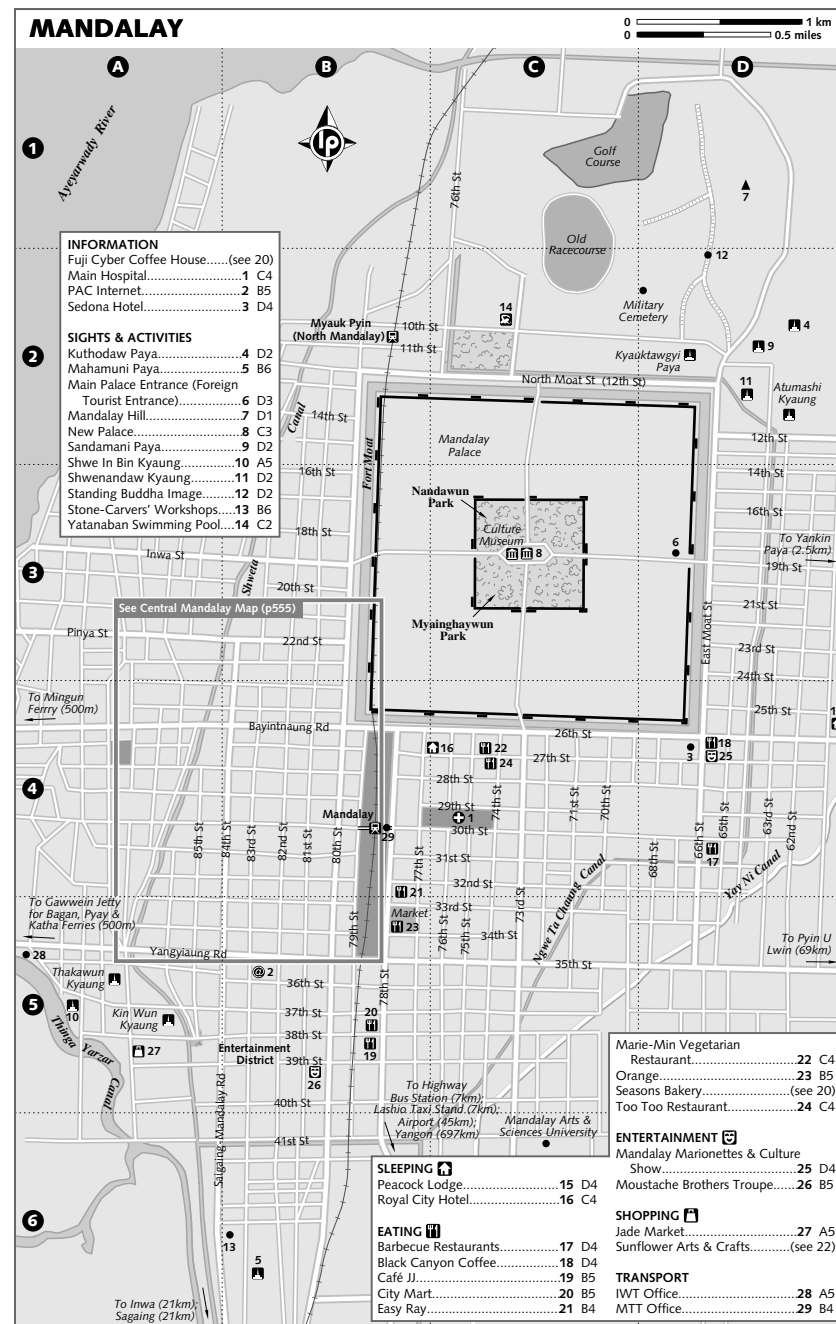 MANDALAY
0 1 km
0 0.5 miles
A
B
C
D
1
2
3
4
5
6
Ayeyarwady River
lp
76th St
Golf
Course
7
Old
Racecourse
12
Military
Cemetery
14
Myauk Pyin
(North Mandalay)
10th St
11th St
4
9
Kyauktawgyi
Paya
11
Atumashi
Kyaung
INFORMATION
Fuji Cyber Coffee House......(see 20)
Main Hospital............................1 C4
PAC Internet..............................2 B5
Sedona Hotel.............................3 D4
SIGHTS & ACTIVITIES
Kuthodaw Paya.........................4 D2
Mahamuni Paya........................5 B6
Main Palace Entrance (Foreign
Tourist Entrance)....................6 D3
Mandalay Hill............................7 D1
New Palace................................8 C3
Sandamani Paya........................9 D2
Shwe In Bin Kyaung................10 A5
Shwenandaw Kyaung..............11 D2
Standing Buddha Image..........12 D2
Stone-Carvers' Workshops.....13 B6
Yatanaban Swimming Pool.....14 C2
North Moat St (12th St)
Canal
14th St
Fort Moat
Mandalay
Palace
12th St
16th St
14th St
Nandawun
Park
16th St
18th St
Culture
Museum
8
6
To Yankin
Paya (2.5km)
Inwa St
19th St
Shweta
20th St
21st St
See Central Mandalay Map (p555)
Myainghaywun
Park
East Moat St
Pinya St
22nd St
23rd St
24th St
To Mingun
Ferrry (500m)
25th St
1
Bayintnaung Rd
26th St
16
22
24
27th St
3
18
25
28th St
29th St
1
30th St
74th St
71st St
70th St
Mandalay
29
85th St
84th St
83rd St
82nd St
81st St
80th St
77th St
31st St
66th St
65th St
63rd St
62nd St
17
68th St
32nd St
21
Yay Ni Canal
To Gawwein Jetty
for Bagan, Pyay &
Katha Ferries (500m)
Market
33rd St
23
76th St
75th St
34th St
73rd St
Ngwe Ta Chaung Canal
79th St
28
Yangyiaung Rd
35th St
To Pyin U
Lwin (69km)
Thakawun
Kyaung
@ 2
36th St
78th St
10
Kin Wun
Kyaung
37th St
20
38th St
Thinga Yarzar Canal
27
Entertainment
District
39th St
19
26
40th St
Saigaing-Mandalay Rd
41st St
To Highway
Bus Station (7km);
Lashio Taxi Stand (7km);
Airport (45km);
Yangon (697km)
Mandalay Arts &
Sciences University
13
5
To Inwa (21km);
Sagaing (21km)
SLEEPING
Peacock Lodge........................15 D4
Royal City Hotel......................16 C4
EATING
Barbecue Restaurants..............17 D4
Black Canyon Coffee...............18 D4
Café JJ.....................................19 B5
City Mart.................................20 B5
Easy Ray..................................21 B4
Marie-Min Vegetarian
Restaurant............................22 C4
Orange....................................23 B5
Seasons Bakery....................(see 20)
Too Too Restaurant.................24 C4
ENTERTAINMENT
Mandalay Marionettes & Culture
Show....................................25 D4
Moustache Brothers Troupe.....26 B5
SHOPPING
Jade Market............................27 A5
Sunflower Arts & Crafts........(see 22)
TRANSPORT
IWT Office...............................28 A5
MTT Office..............................29 B4